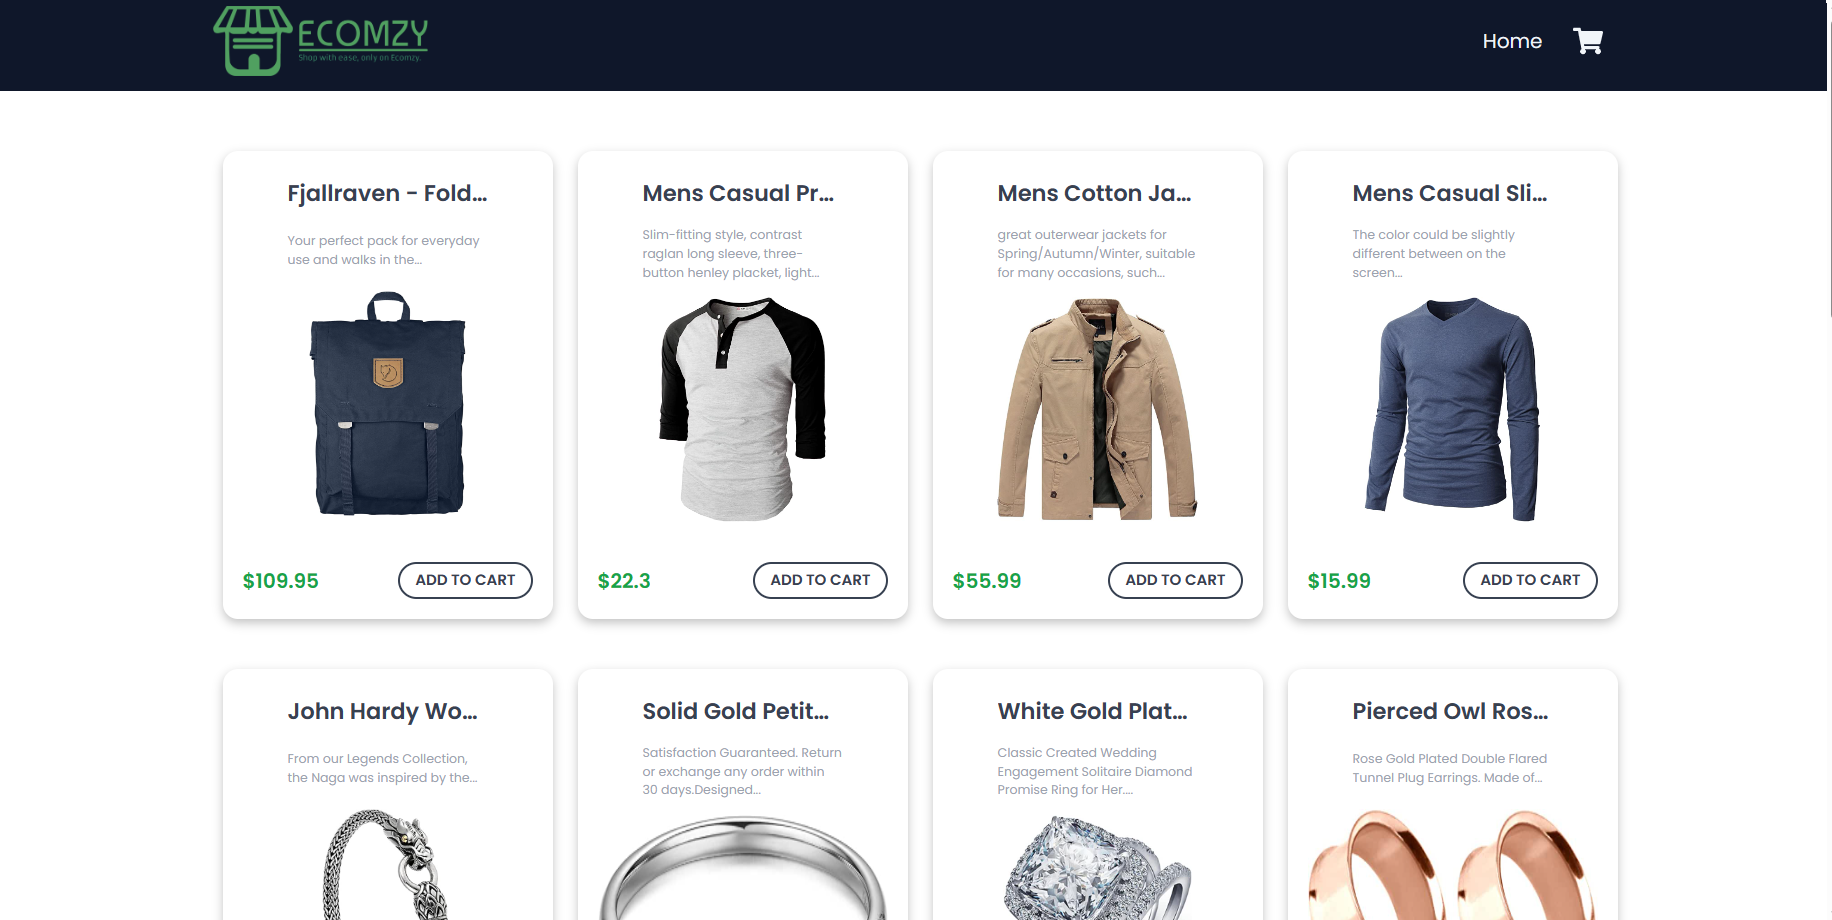 ECOMZY
Shop with ease, only on Ecomzy.
Home
Fjallraven - Fold...
Your perfect pack for everyday
use and walks in the...
$109.95
ADD TO CART
Mens Casual Pr...
Slim-fitting style, contrast
raglan long sleeve, three-
button henley placket, light...
$22.3
ADD TO CART
Mens Cotton Ja...
great outerwear jackets for
Spring/Autumn/Winter, suitable
for many occasions, such...
$55.99
ADD TO CART
Mens Casual Sli...
The color could be slightly
different between on the
screen...
$15.99
ADD TO CART
John Hardy Wo...
From our Legends Collection,
the Naga was inspired by the...
Solid Gold Petit...
Satisfaction Guaranteed. Return
or exchange any order within
30 days.Designed...
White Gold Plat...
Classic Created Wedding
Engagement Solitaire Diamond
Promise Ring for Her....
Pierced Owl Ros...
Rose Gold Plated Double Flared
Tunnel Plug Earrings. Made of...